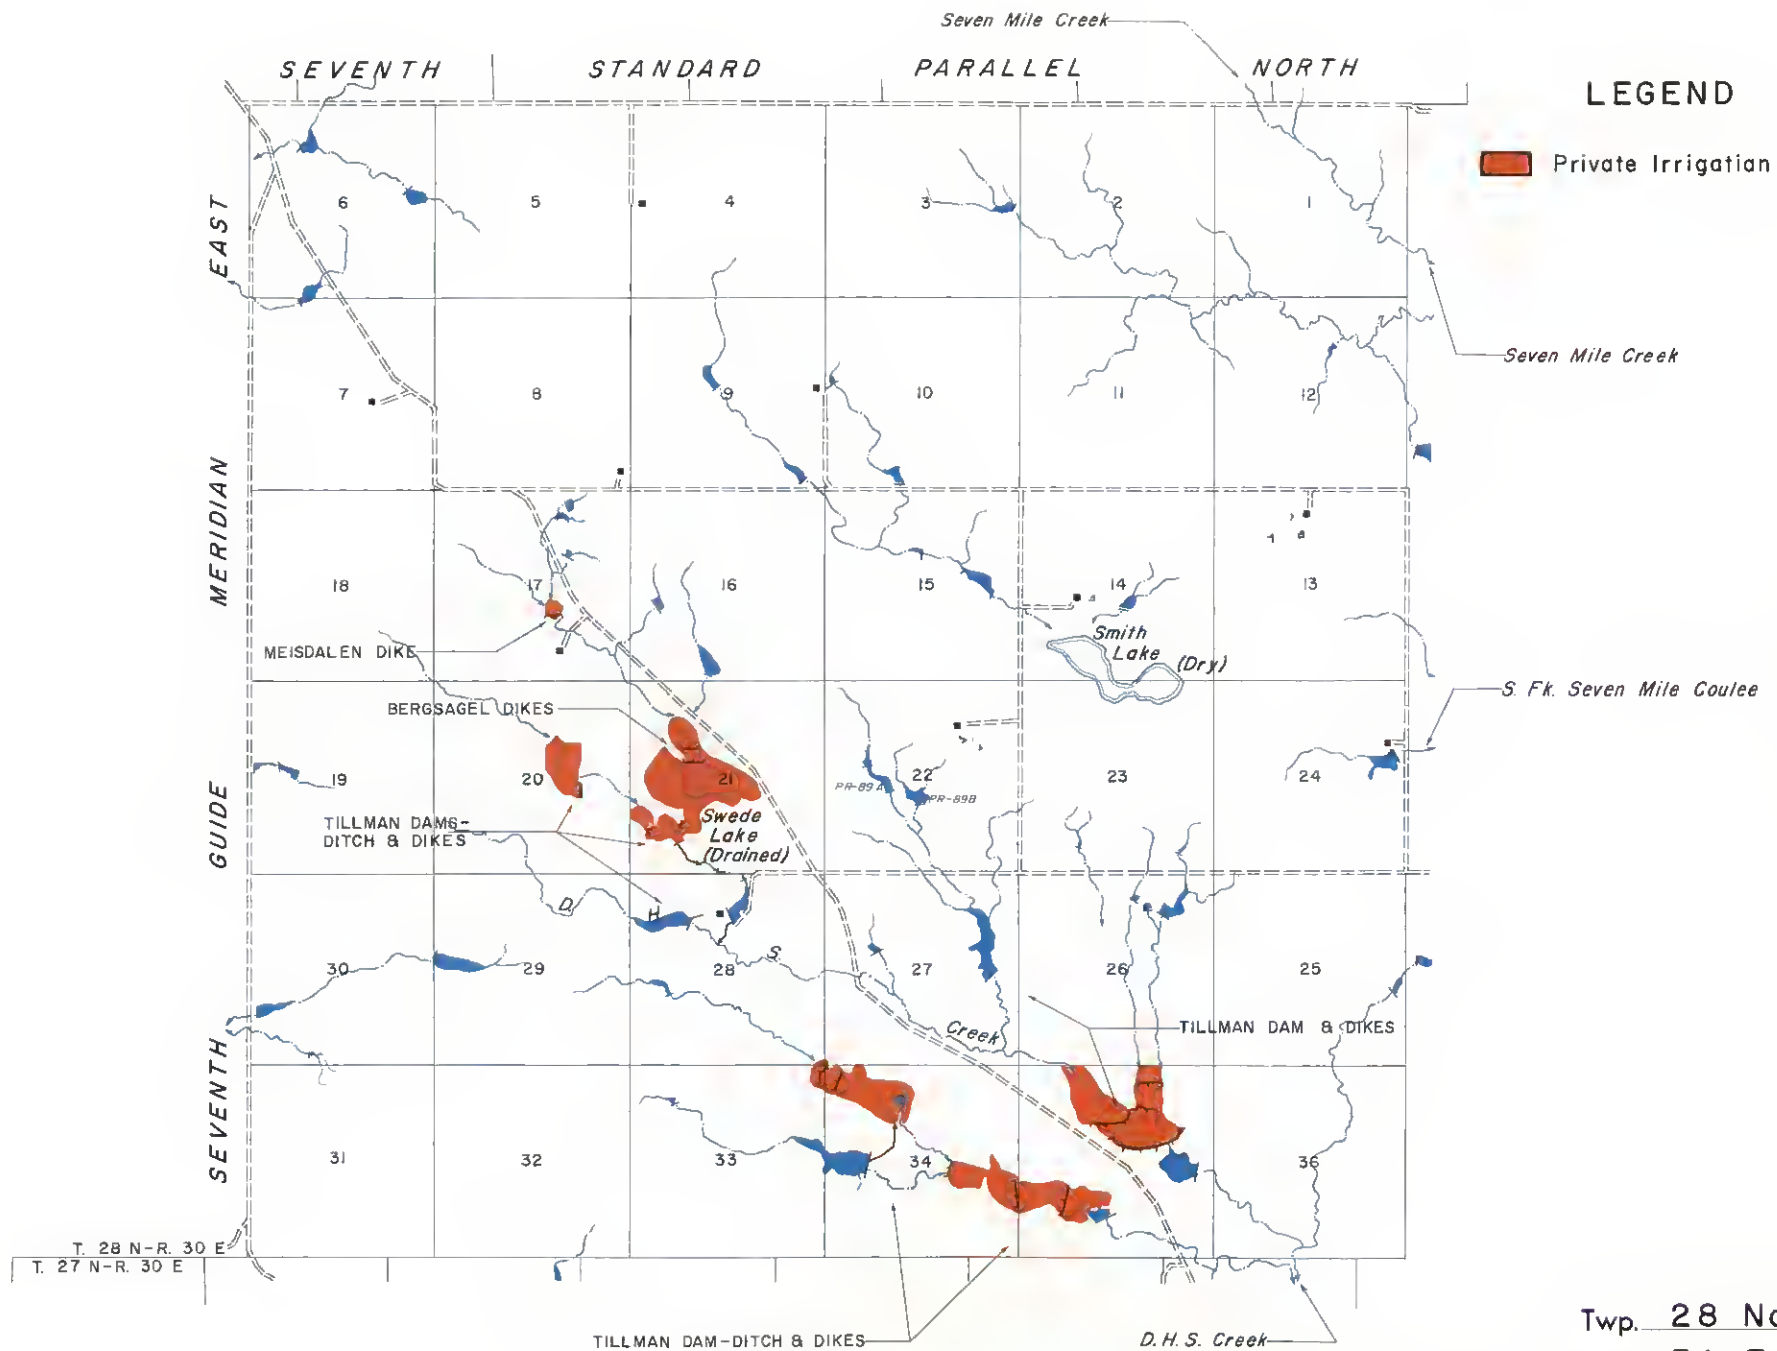 Seven Mile Creek
SEVENTH STANDARD PARALLEL NORTH
LEGEND
Private Irrigation
SEVENTH GUIDE MERIDIAN EAST
6 5 4 3 2 1
Seven Mile Creek
7 8 9 10 11 12
18 17 16 15 14 13
MEISDALEN DIKE
Smith
Lake
(Dry)
S. Fk. Seven Mile Coulee
BERGSAGEL DIKES
19 20 21 22 23 24
PR-89A
PR-89B
TILLMAN DAMS-
DITCH & DIKES
Swede
Lake
(Drained)
D. H. S. Creek
30 29 28 27 26 25
TILLMAN DAM & DIKES
31 32 33 34 36
T. 28 N-R. 30 E
T. 27 N-R. 30 E
TILLMAN DAM-DITCH & DIKES
D.H.S. Creek
Twp. 28 No